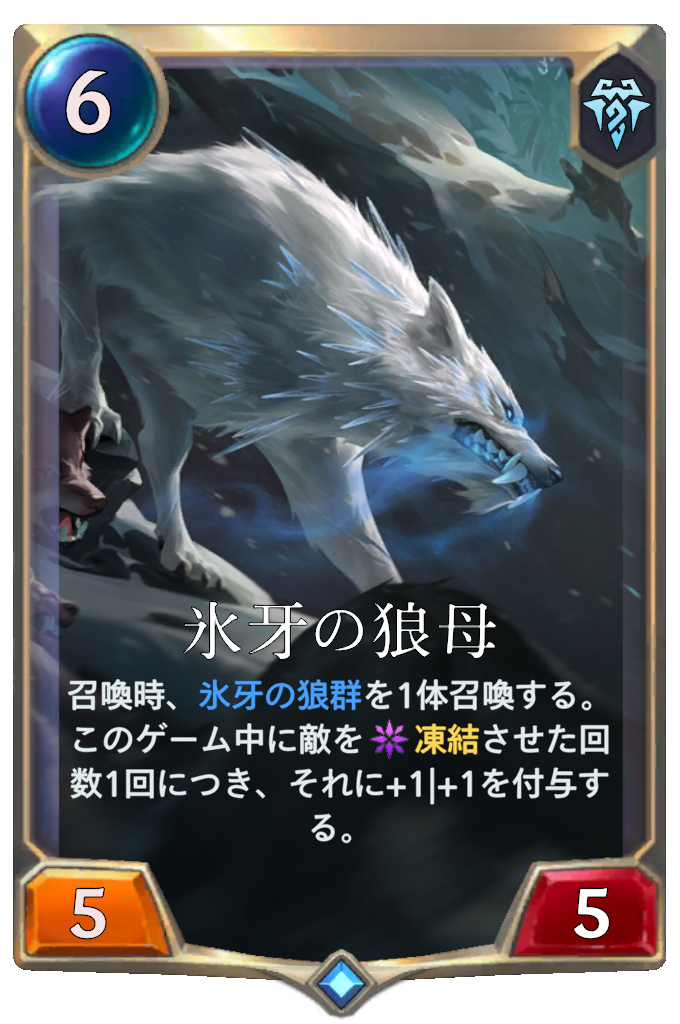 6
氷牙の狼母
召喚時、氷牙の狼群を1体召喚する。
このゲーム中に敵を凍結させた回
数1回につき、それに+1|+1を付与す
る。
5
5